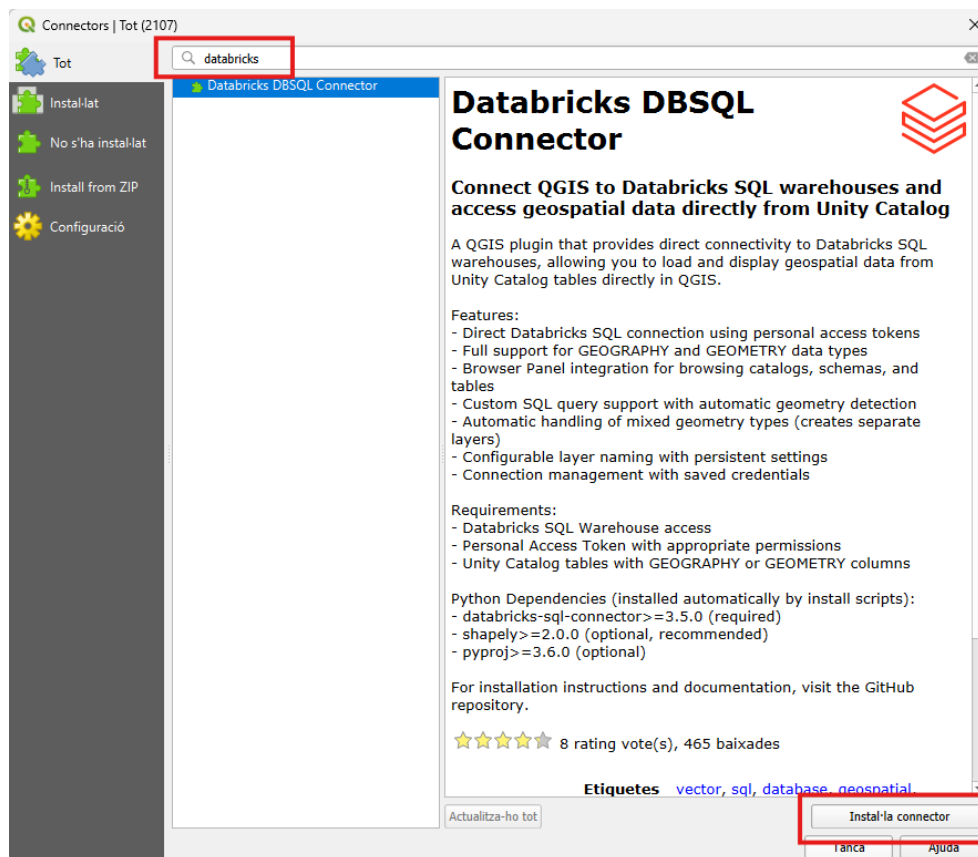 Connectors | Tot (2107)
Tot
Instal·lat
No s'ha instal·lat
Install from ZIP
Configuració
databricks
Databricks DBSQL Connector
Databricks DBSQL
Connector
Connect QGIS to Databricks SQL warehouses and
access geospatial data directly from Unity Catalog
A QGIS plugin that provides direct connectivity to Databricks SQL
warehouses, allowing you to load and display geospatial data from
Unity Catalog tables directly in QGIS.
Features:
- Direct Databricks SQL connection using personal access tokens
- Full support for GEOGRAPHY and GEOMETRY data types
- Browser Panel integration for browsing catalogs, schemas, and
tables
- Custom SQL query support with automatic geometry detection
- Automatic handling of mixed geometry types (creates separate
layers)
- Configurable layer naming with persistent settings
- Connection management with saved credentials
Requirements:
- Databricks SQL Warehouse access
- Personal Access Token with appropriate permissions
- Unity Catalog tables with GEOGRAPHY or GEOMETRY columns
Python Dependencies (installed automatically by install scripts):
- databricks-sql-connector>=3.5.0 (required)
- shapely>=2.0.0 (optional, recommended)
- pyproj>=3.6.0 (optional)
For installation instructions and documentation, visit the GitHub
repository.
8 rating vote(s), 465 baixades
Etiquetes vector, sql, database, geospatial,
Actualitza-ho tot
Instal·la connector
Tanca
Ajuda